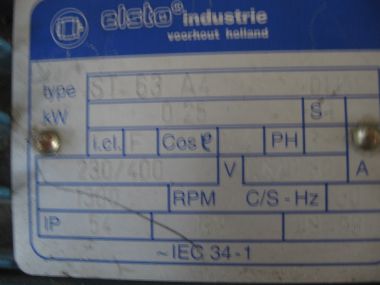 elsto® industrie
voorhout holland
type ST 63 A4
kW 0.25 S
i.cl. F Cos φ PH
230/400 V A
RPM C/S - Hz
IP 54
~ IEC 34-1